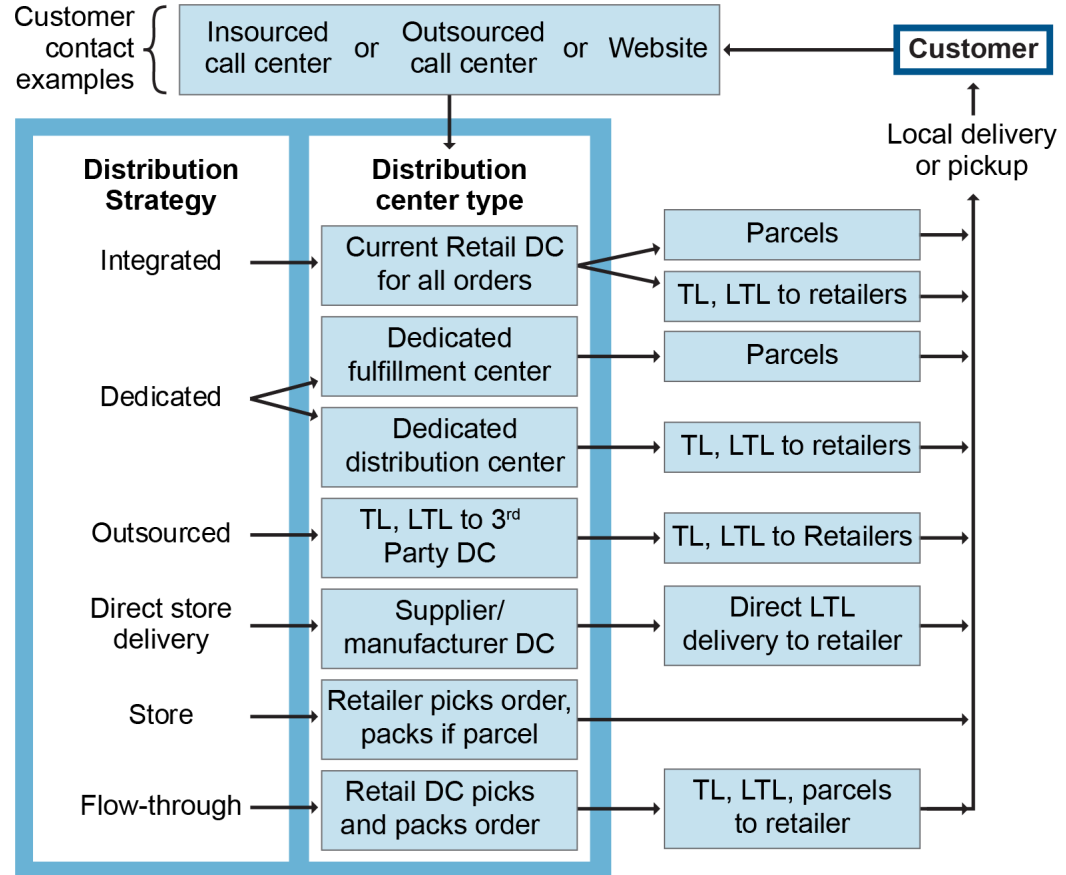 Customer
contact
examples
Insourced
call center
or
Outsourced
call center
or
Website
Customer
Local delivery
or pickup
Distribution
Strategy
Distribution
center type
Integrated
Current Retail DC
for all orders
Parcels
TL, LTL to retailers
Dedicated
Dedicated
fulfillment center
Parcels
Dedicated
distribution center
TL, LTL to retailers
Outsourced
TL, LTL to 3rd
Party DC
TL, LTL to Retailers
Direct store
delivery
Supplier/
manufacturer DC
Direct LTL
delivery to retailer
Store
Retailer picks order,
packs if parcel
Flow-through
Retail DC picks
and packs order
TL, LTL, parcels
to retailer